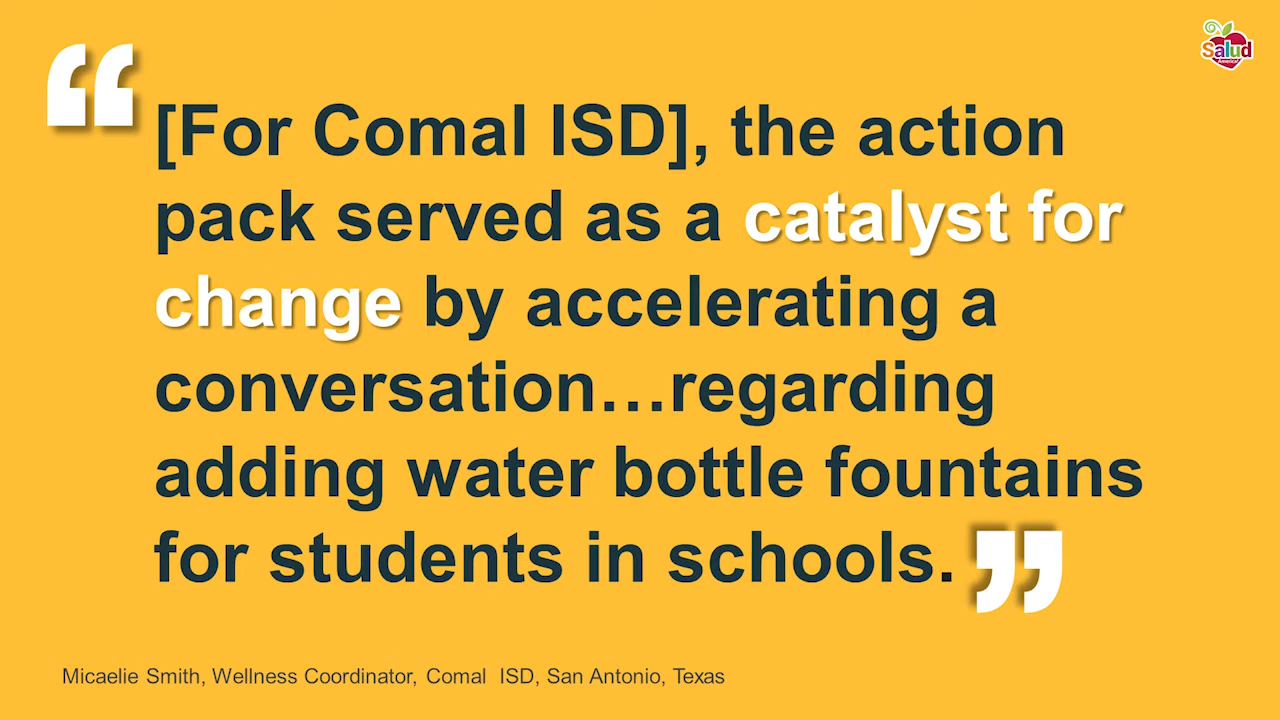 Salud
America!
“
[For Comal ISD], the action
pack served as a catalyst for
change by accelerating a
conversation…regarding
adding water bottle fountains
for students in schools.
”
Micaelie Smith, Wellness Coordinator, Comal  ISD, San Antonio, Texas